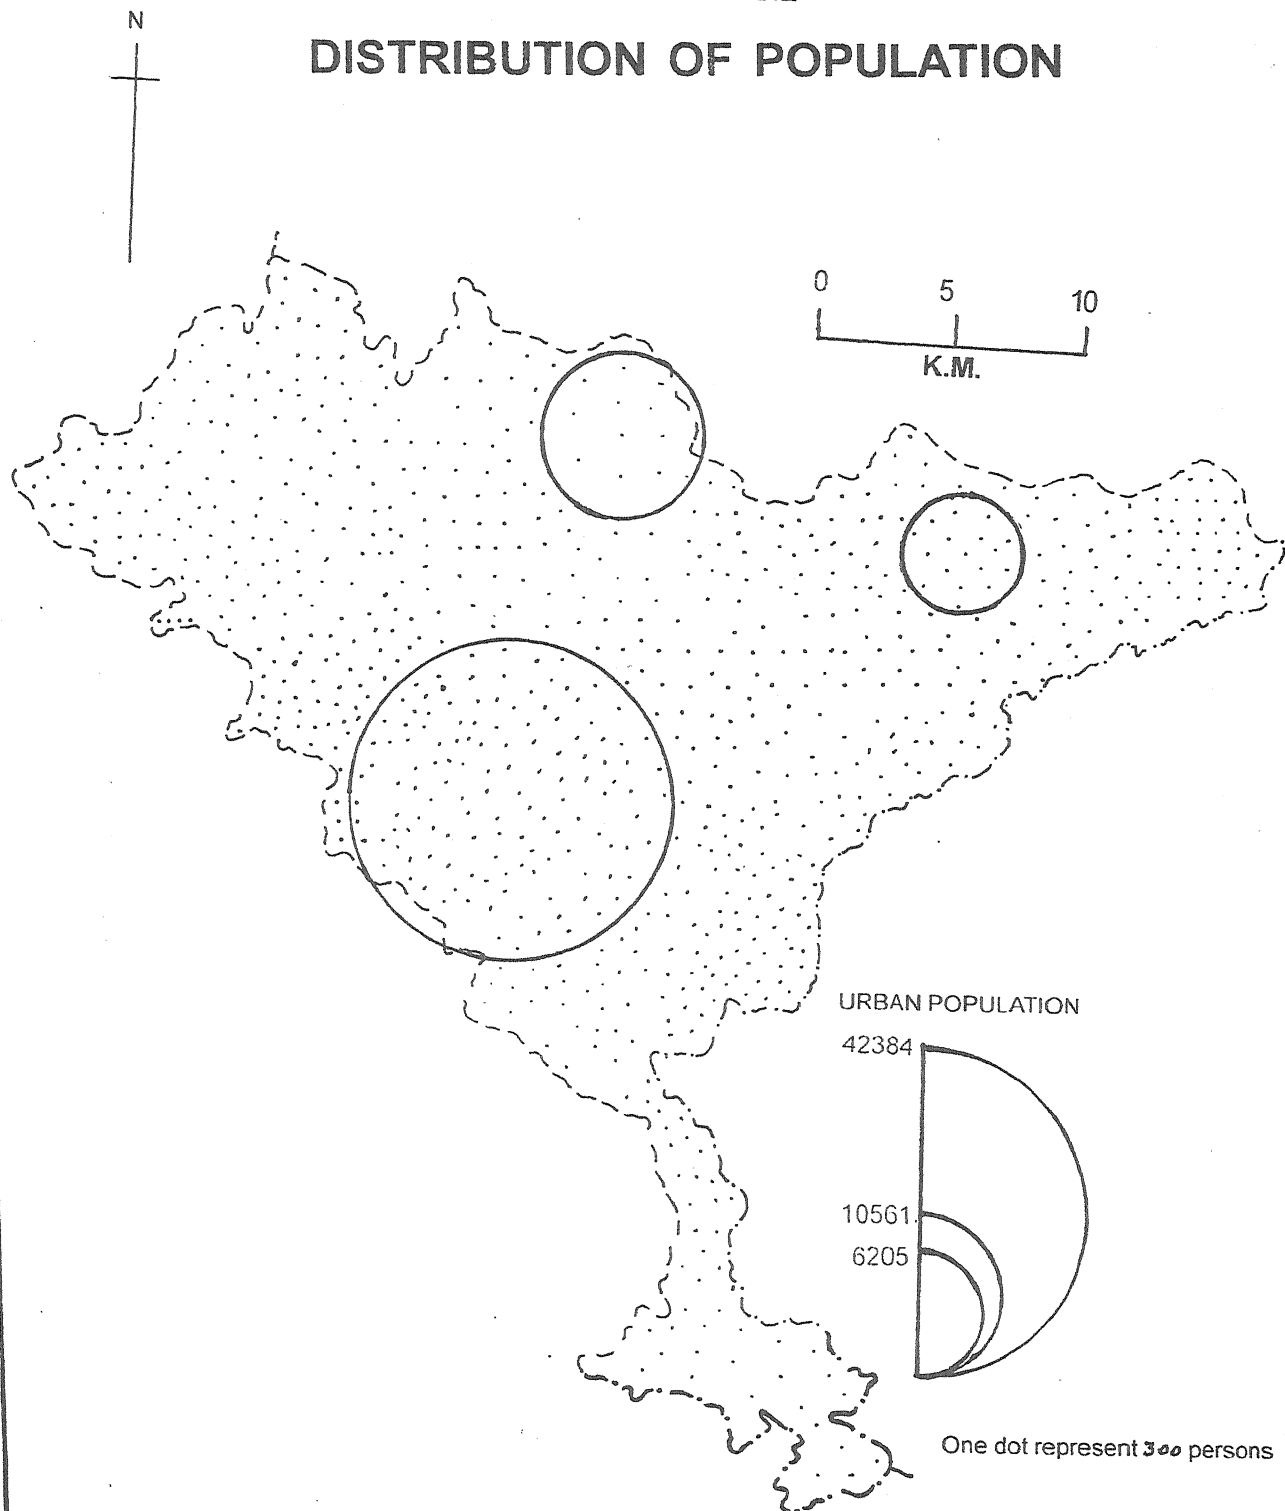 N
DISTRIBUTION OF POPULATION
0 5 10
K.M.
URBAN POPULATION
42384
10561
6205
One dot represent 300 persons